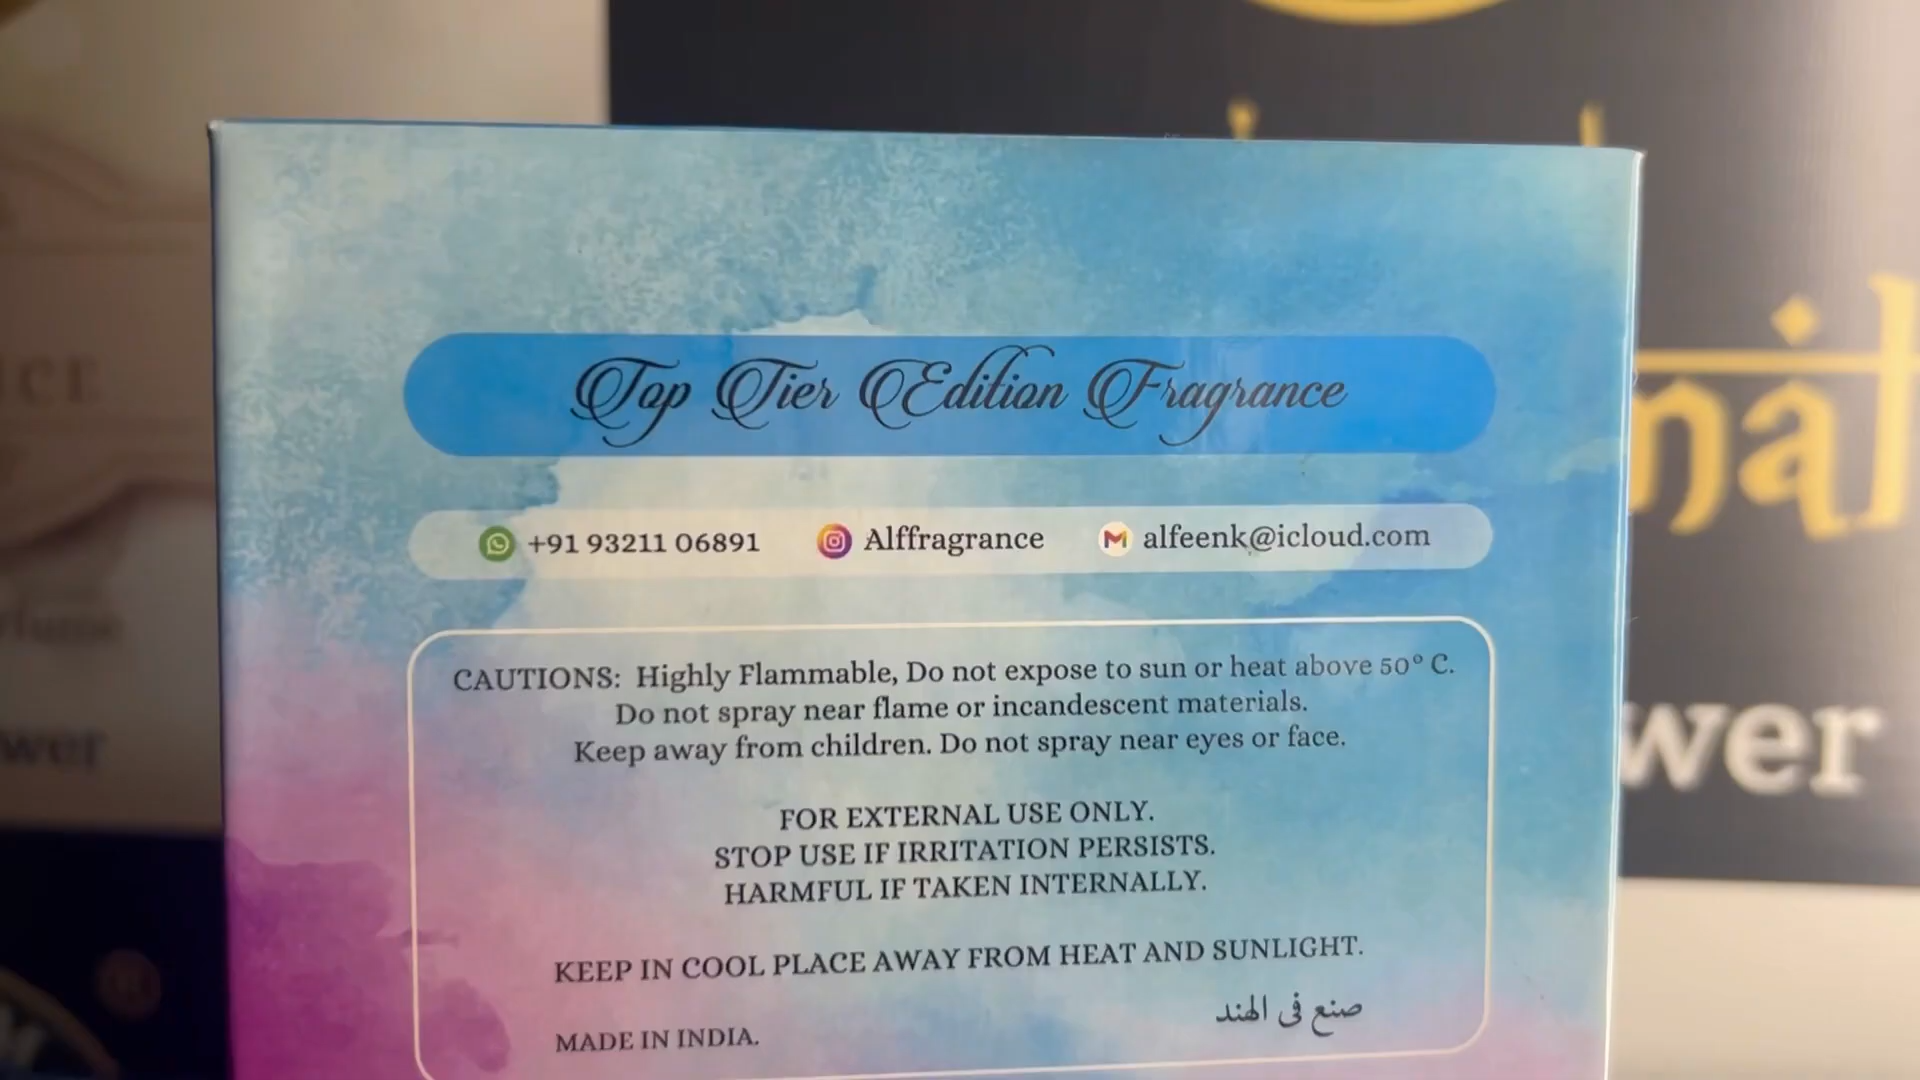 Top Tier Edition Fragrance
+91 93211 06891 Alffragrance alfeenk@icloud.com
CAUTIONS: Highly Flammable, Do not expose to sun or heat above 50° C.
Do not spray near flame or incandescent materials.
Keep away from children. Do not spray near eyes or face.
FOR EXTERNAL USE ONLY.
STOP USE IF IRRITATION PERSISTS.
HARMFUL IF TAKEN INTERNALLY.
KEEP IN COOL PLACE AWAY FROM HEAT AND SUNLIGHT.
صنع في الهند
MADE IN INDIA.